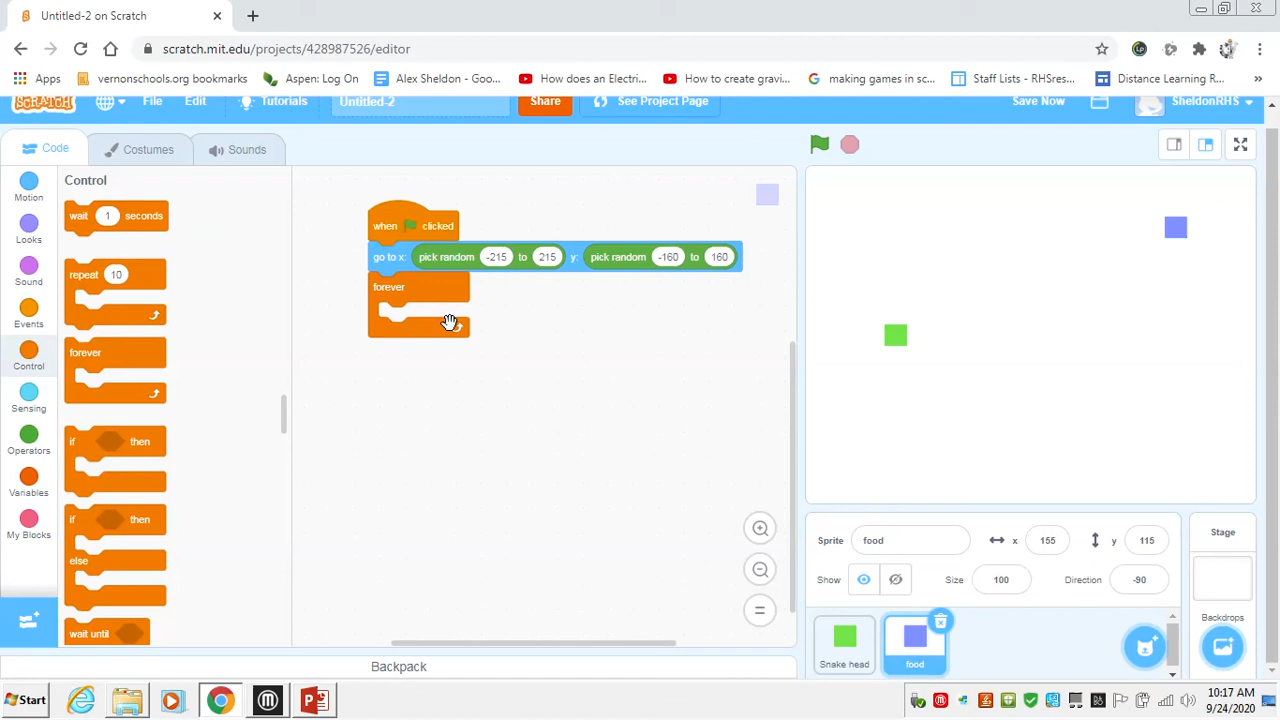 Untitled-2 on Scratch
scratch.mit.edu/projects/428987526/editor
Apps vernonschools.org bookmarks Aspen: Log On Alex Sheldon - Goo... How does an Electri... How to create gravi... making games in sc... Staff Lists - RHSres... Distance Learning R... »
SCRATCH File Edit Tutorials Untitled-2 Share See Project Page Save Now SheldonRHS
Code Costumes Sounds
Motion
Looks
Sound
Events
Control
Sensing
Operators
Variables
My Blocks
Control
wait 1 seconds
repeat 10
forever
if then
if then
else
wait until
when clicked
go to x: pick random -215 to 215 y: pick random -160 to 160
forever
Backpack
Sprite food x 155 y 115
Show Size 100 Direction -90
Snake head food
Stage
Backdrops
Start
10:17 AM
9/24/2020